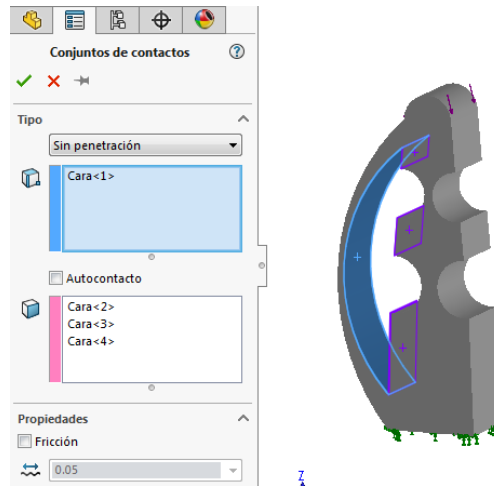 Conjuntos de contactos
Tipo
Sin penetración
Cara<1>
Autocontacto
Cara<2>
Cara<3>
Cara<4>
Propiedades
Fricción
0.05
Z